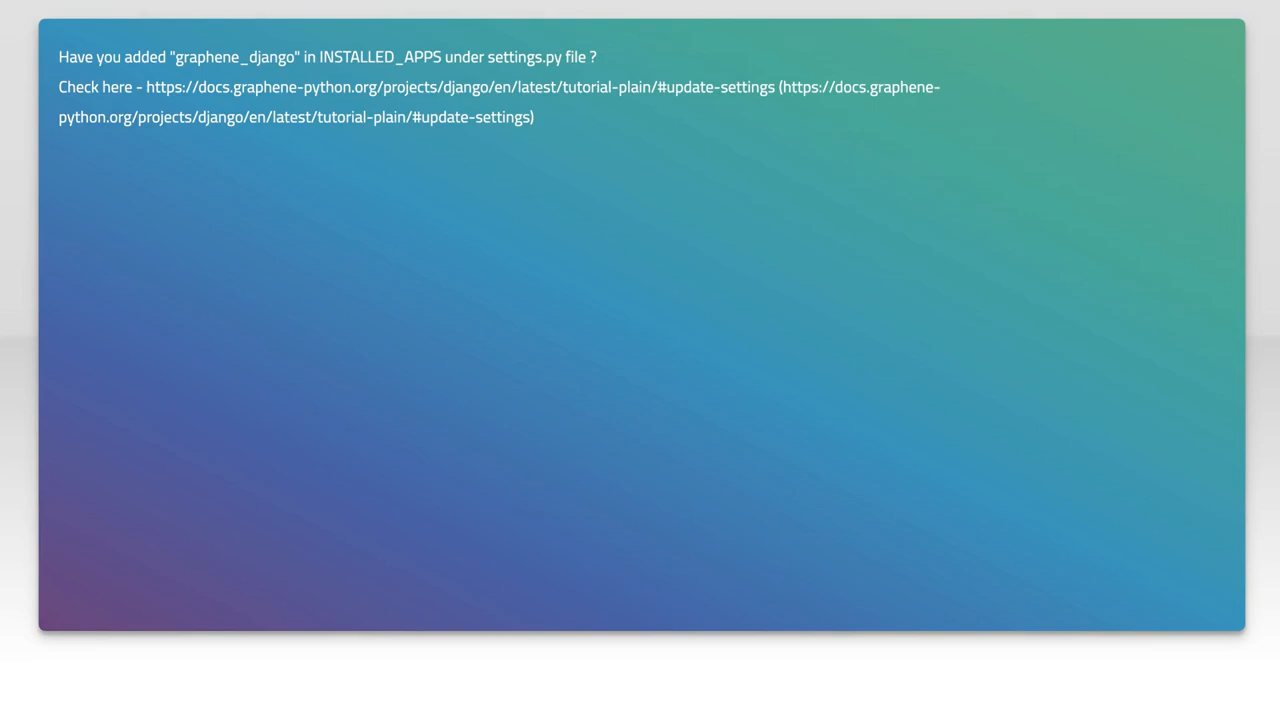 Have you added "graphene_django" in INSTALLED_APPS under settings.py file ?
Check here - https://docs.graphene-python.org/projects/django/en/latest/tutorial-plain/#update-settings (https://docs.graphene-
python.org/projects/django/en/latest/tutorial-plain/#update-settings)